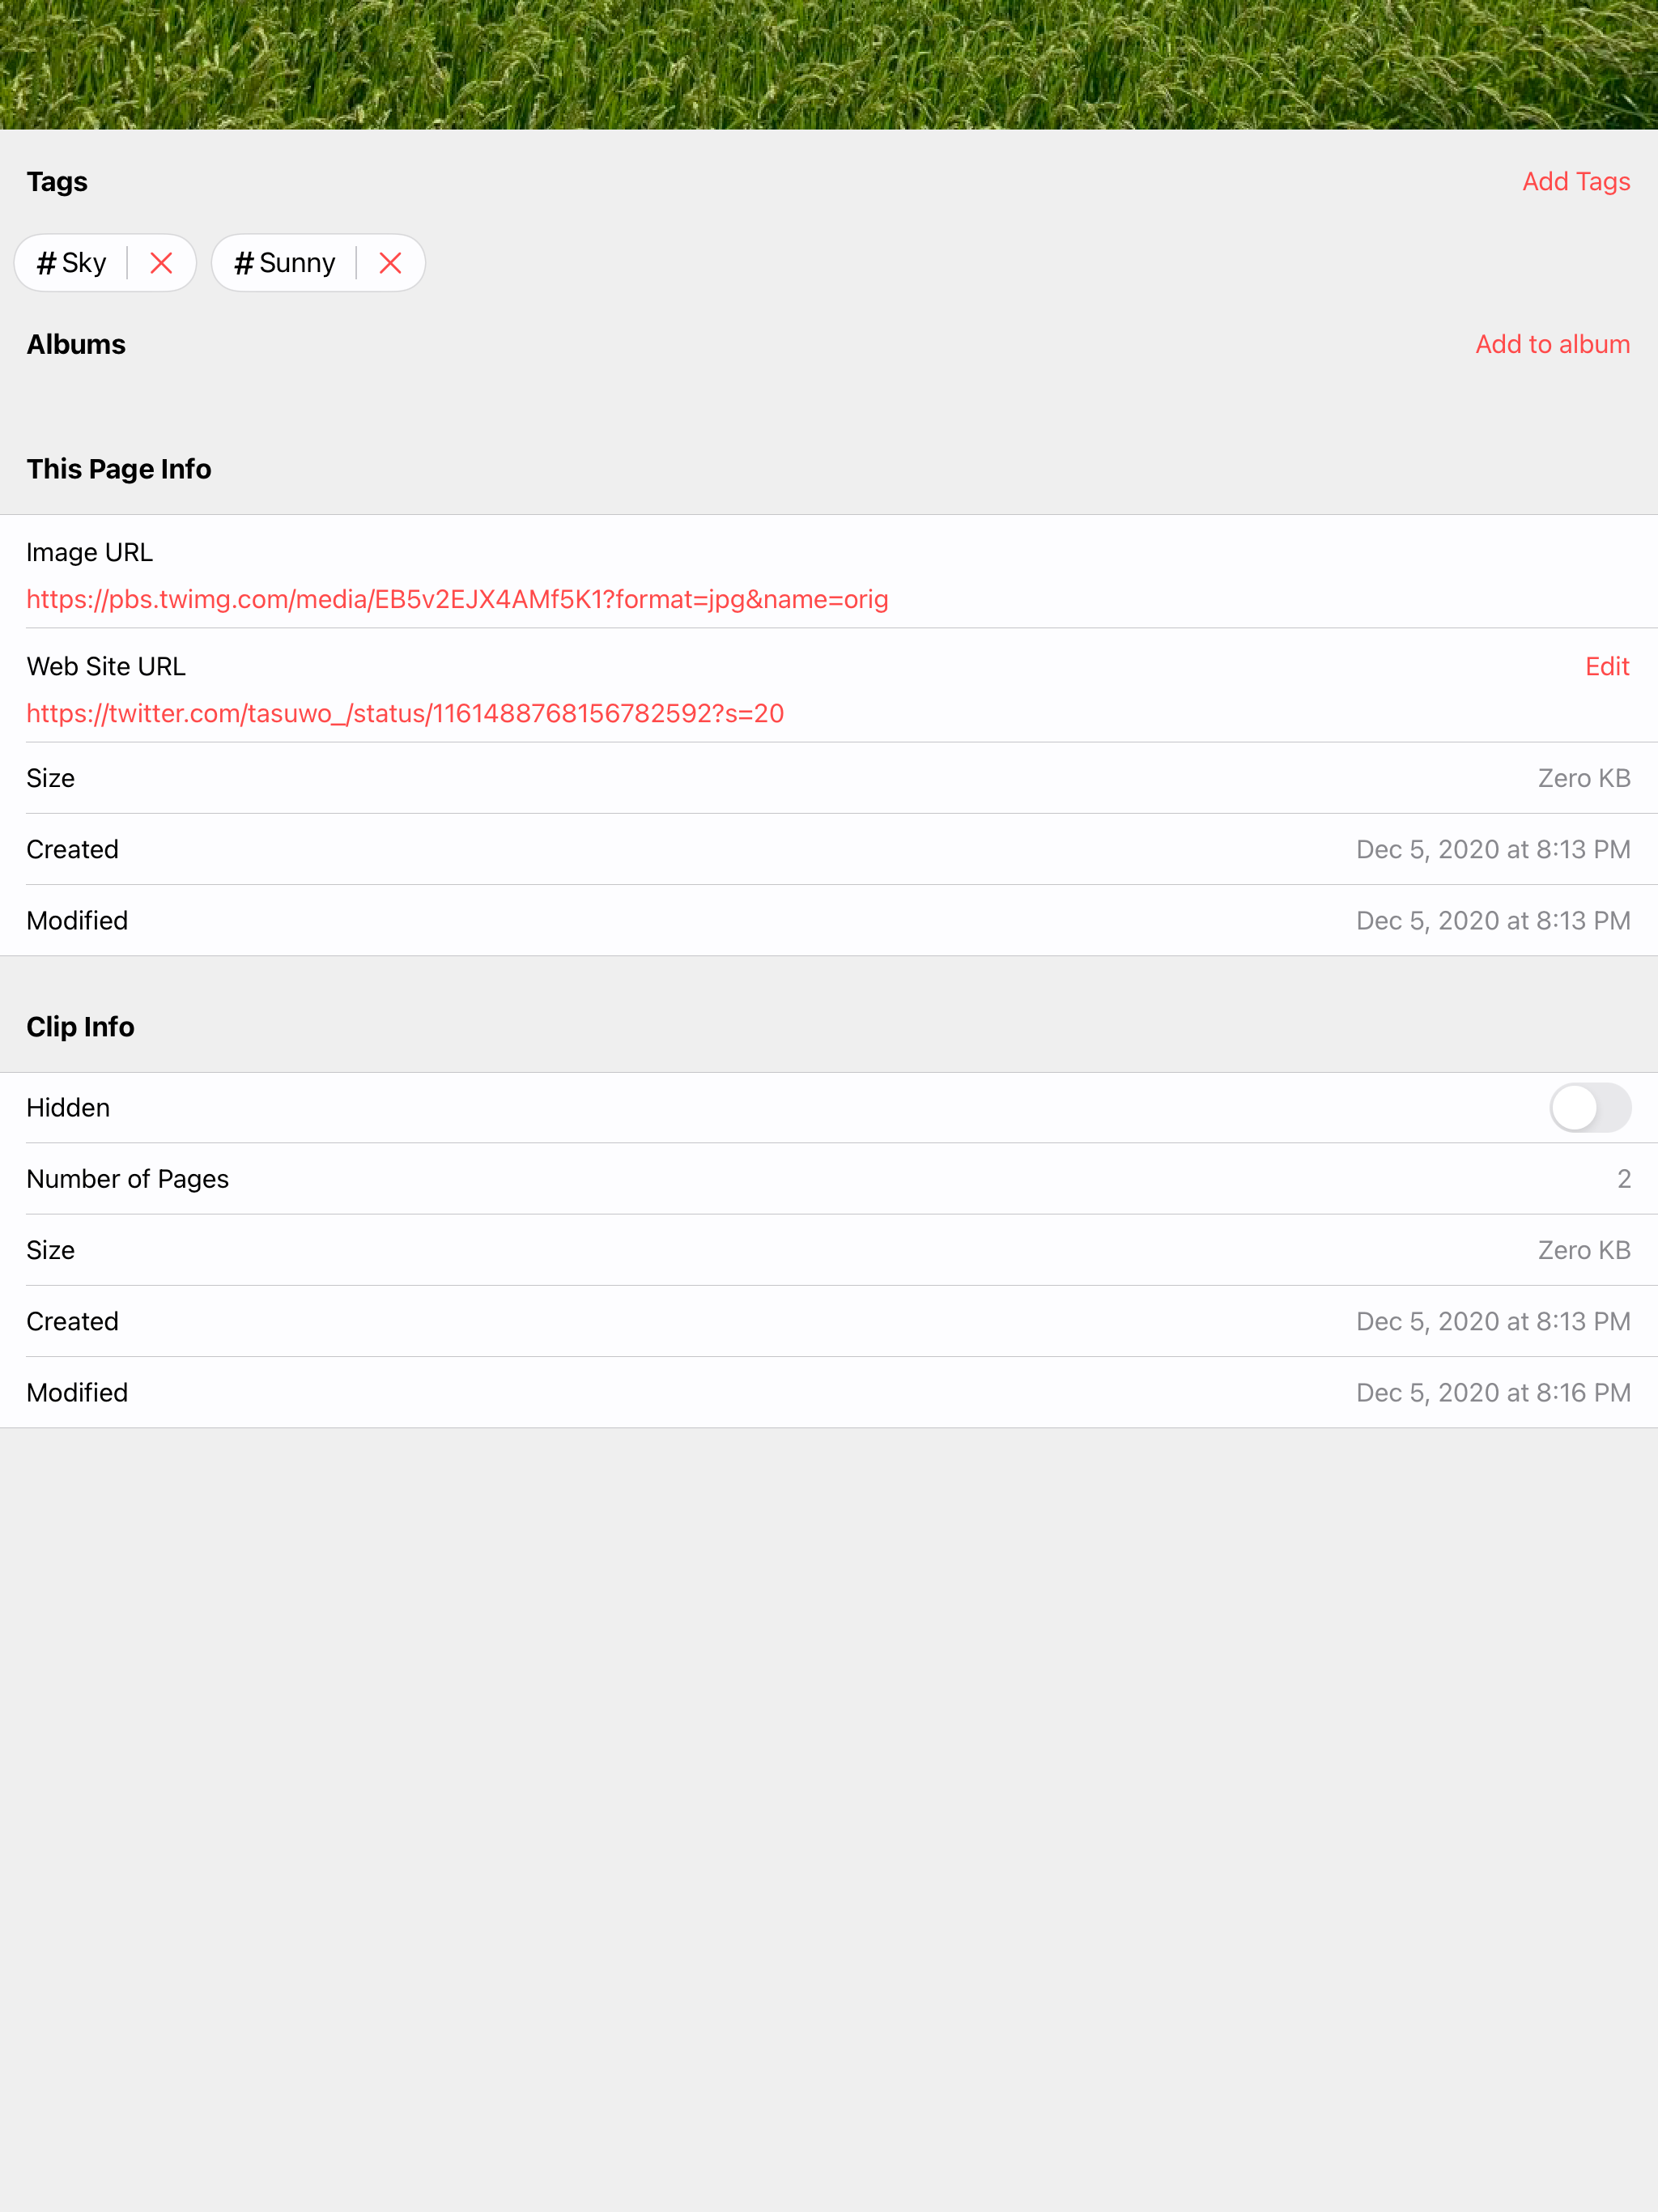 Tags
Add Tags
# Sky
# Sunny
Albums
Add to album
This Page Info
Image URL
https://pbs.twimg.com/media/EB5v2EJX4AMf5K1?format=jpg&name=orig
Web Site URL
Edit
https://twitter.com/tasuwo_/status/1161488768156782592?s=20
Size
Zero KB
Created
Dec 5, 2020 at 8:13 PM
Modified
Dec 5, 2020 at 8:13 PM
Clip Info
Hidden
Number of Pages
2
Size
Zero KB
Created
Dec 5, 2020 at 8:13 PM
Modified
Dec 5, 2020 at 8:16 PM